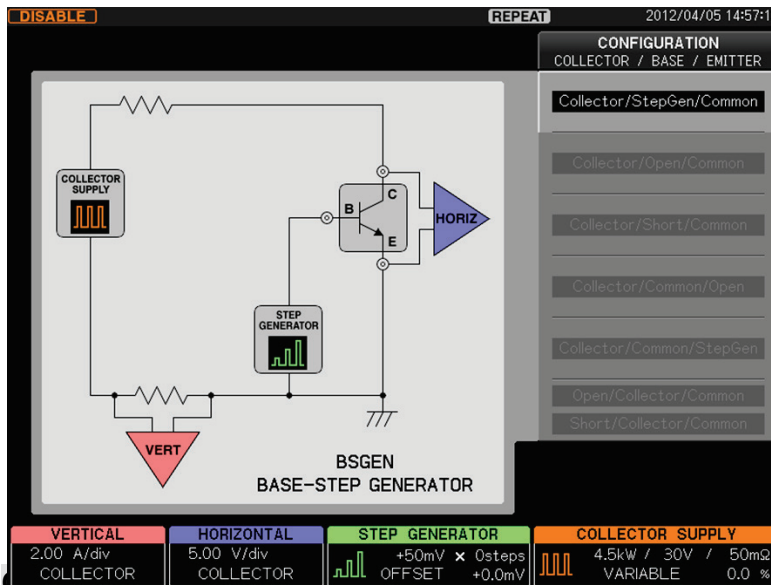 DISABLE
REPEAT
2012/04/05 14:57:1
CONFIGURATION
COLLECTOR / BASE / EMITTER
Collector/StepGen/Common
Collector/Open/Common
Collector/Short/Common
Collector/Common/Open
Collector/Common/StepGen
Open/Collector/Common
Short/Collector/Common
COLLECTOR
SUPPLY
B
C
E
HORIZ
STEP
GENERATOR
VERT
BSGEN
BASE-STEP GENERATOR
VERTICAL
2.00 A/div
COLLECTOR
HORIZONTAL
5.00 V/div
COLLECTOR
STEP GENERATOR
+50mV × 0steps
OFFSET +0.0mV
COLLECTOR SUPPLY
4.5kW / 30V / 50mΩ
VARIABLE 0.0 %